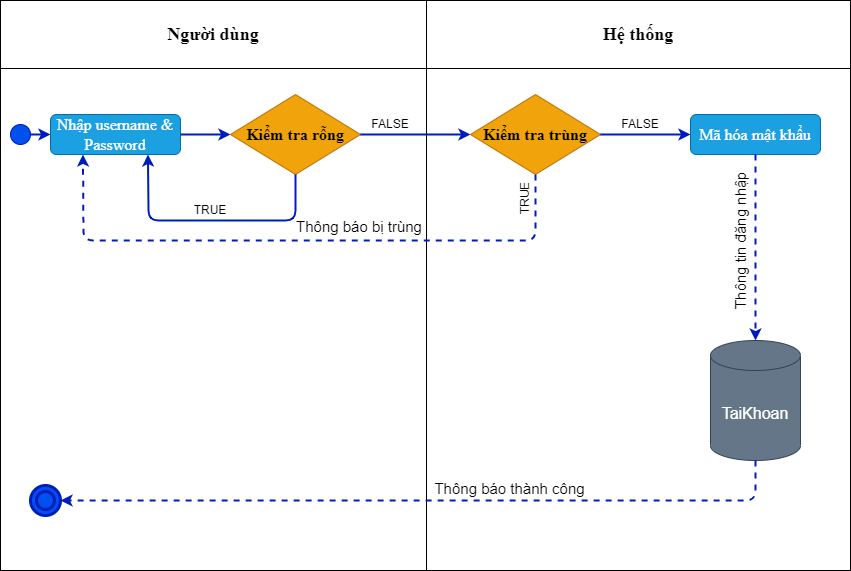 Người dùng
Hệ thống
Nhập username &
Password
Kiểm tra rỗng
FALSE
Kiểm tra trùng
FALSE
Mã hóa mật khẩu
TRUE
TRUE
Thông báo bị trùng
Thông tin đăng nhập
TaiKhoan
Thông báo thành công